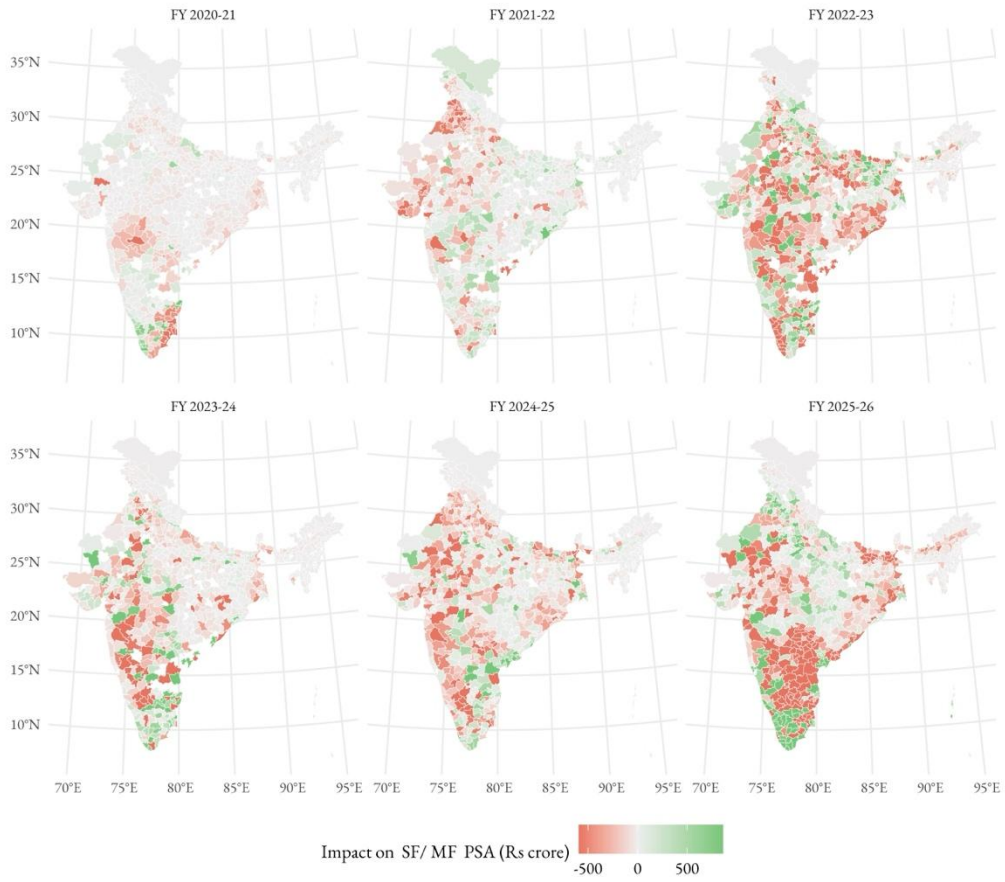 FY 2020-21
FY 2021-22
FY 2022-23
35°N
30°N
25°N
20°N
15°N
10°N
FY 2023-24
FY 2024-25
FY 2025-26
35°N
30°N
25°N
20°N
15°N
10°N
70°E 75°E 80°E 85°E 90°E 95°E 70°E 75°E 80°E 85°E 90°E 95°E 70°E 75°E 80°E 85°E 90°E 95°E
Impact on SF/ MF PSA (Rs crore)
-500 0 500